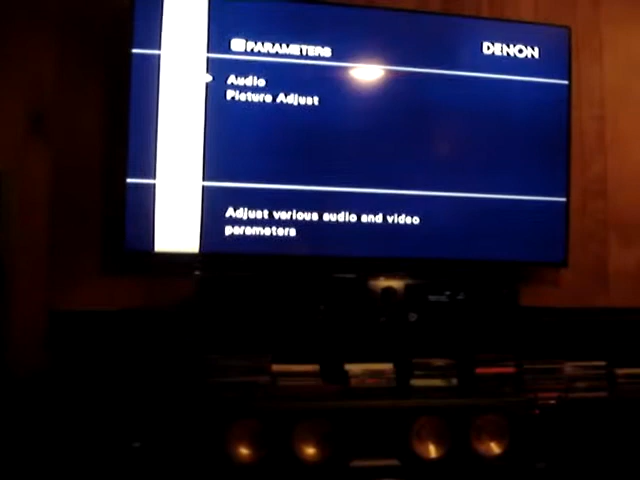 PARAMETERS
DENON
Audio
Picture Adjust
Adjust various audio and video
parameters